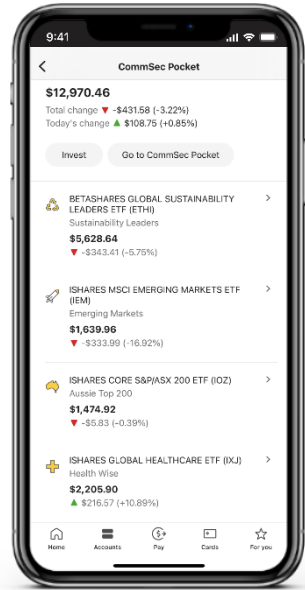 9:41
CommSec Pocket
$12,970.46
Total change ▼ -$431.58 (-3.22%)
Today's change ▲ $108.75 (+0.85%)
Invest
Go to CommSec Pocket
BETASHARES GLOBAL SUSTAINABILITY
LEADERS ETF (ETHI)
Sustainability Leaders
$5,628.64
▼ -$343.41 (-5.75%)
ISHARES MSCI EMERGING MARKETS ETF
(IEM)
Emerging Markets
$1,639.96
▼ -$333.99 (-16.92%)
ISHARES CORE S&P/ASX 200 ETF (IOZ)
Aussie Top 200
$1,474.92
▼ -$5.83 (-0.39%)
ISHARES GLOBAL HEALTHCARE ETF (IXJ)
Health Wise
$2,205.90
▲ $216.57 (+10.89%)
Home Accounts Pay Cards For you